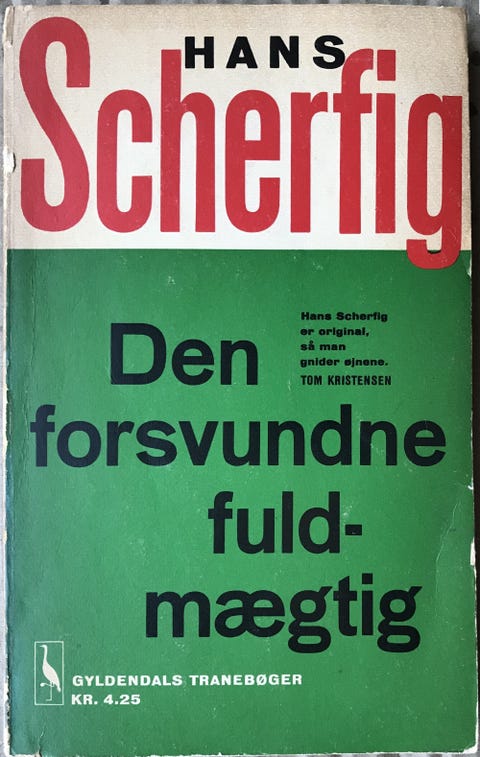 HANS
Scherfig
Hans Scherfig
er original,
så man
gnider øjnene.
TOM KRISTENSEN
Den
forsvundne
fuld-
mægtig
GYLDENDALS TRANEBØGER
KR. 4.25